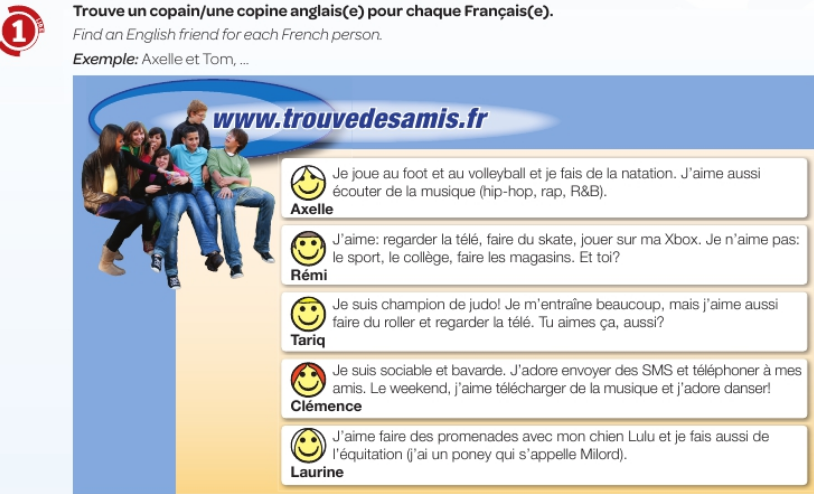 1
Trouve un copain/une copine anglais(e) pour chaque Français(e).
Find an English friend for each French person.
Exemple: Axelle et Tom, ...
www.trouvedesamis.fr
Je joue au foot et au volleyball et je fais de la natation. J'aime aussi
écouter de la musique (hip-hop, rap, R&B).
Axelle
J'aime: regarder la télé, faire du skate, jouer sur ma Xbox. Je n'aime pas:
le sport, le collège, faire les magasins. Et toi?
Rémi
Je suis champion de judo! Je m'entraîne beaucoup, mais j'aime aussi
faire du roller et regarder la télé. Tu aimes ça, aussi?
Tariq
Je suis sociable et bavarde. J'adore envoyer des SMS et téléphoner à mes
amis. Le weekend, j'aime télécharger de la musique et j'adore danser!
Clémence
J'aime faire des promenades avec mon chien Lulu et je fais aussi de
l'équitation (j'ai un poney qui s'appelle Milord).
Laurine